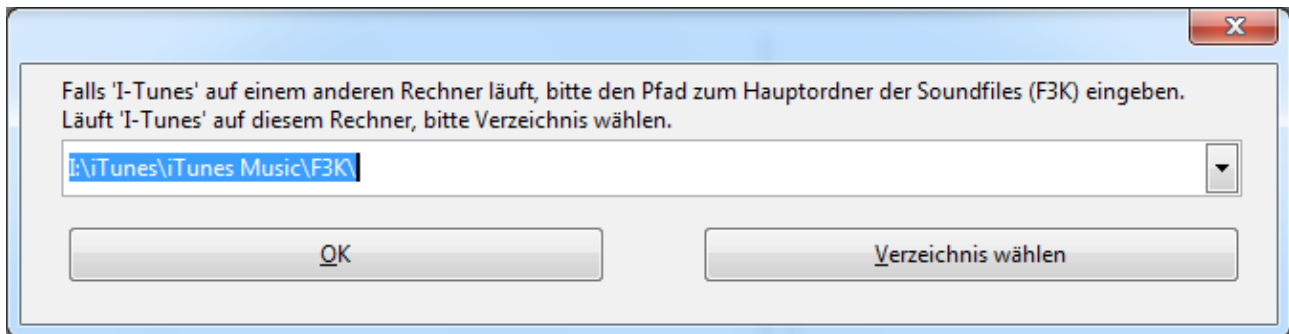 Falls 'I-Tunes' auf einem anderen Rechner läuft, bitte den Pfad zum Hauptordner der Soundfiles (F3K) eingeben.
Läuft 'I-Tunes' auf diesem Rechner, bitte Verzeichnis wählen.
I:\iTunes\iTunes Music\F3K\
OK
Verzeichnis wählen